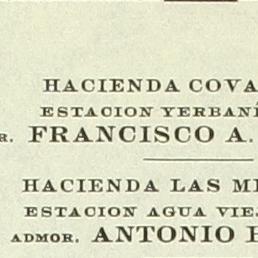 HACIENDA COVA
ESTACION YERBANÍ
R. FRANCISCO A.
HACIENDA LAS M
ESTACION AGUA VIE
ADMOR. ANTONIO